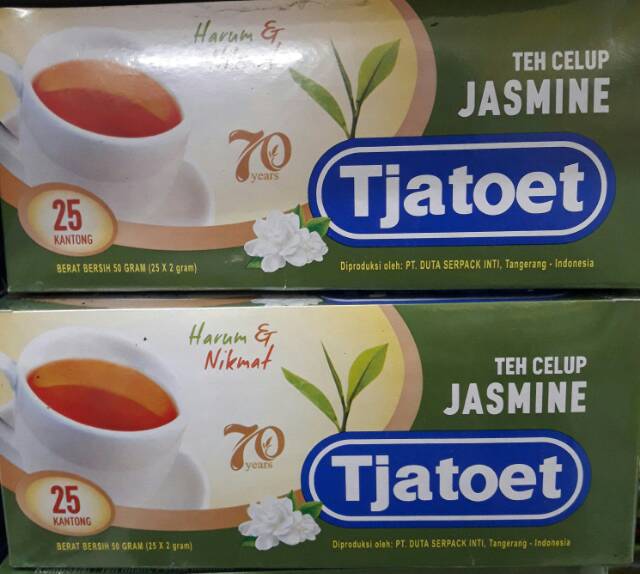 Harum &
TEH CELUP
JASMINE
70
years
Tjatoet
25
KANTONG
BERAT BERSIH 50 GRAM (25 X 2 gram)
Diproduksi oleh: PT. DUTA SERPACK INTI, Tangerang - Indonesia
Harum &
Nikmat
TEH CELUP
JASMINE
70
years
Tjatoet
25
KANTONG
BERAT BERSIH 50 GRAM (25 X 2 gram)
Diproduksi oleh: PT. DUTA SERPACK INTI, Tangerang - Indonesia